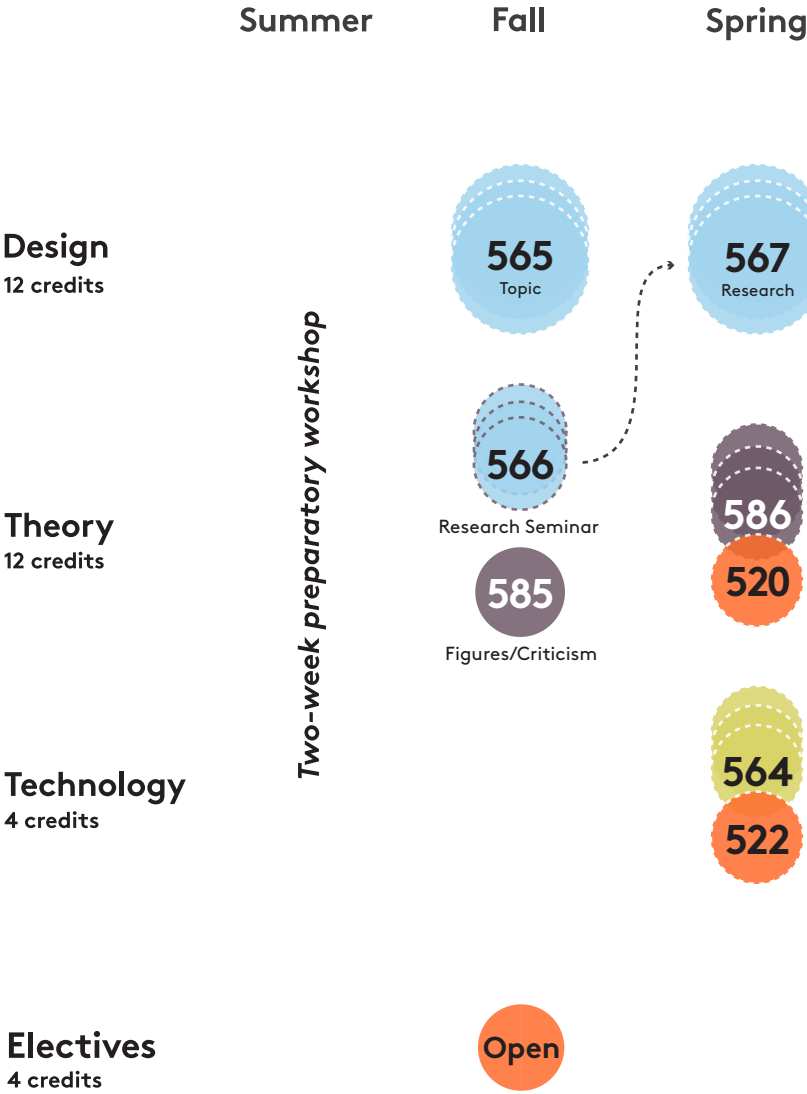 Summer Fall Spring
Design
12 credits
565
Topic
567
Research
Two-week preparatory workshop
Theory
12 credits
566
Research Seminar
585
Figures/Criticism
586
520
Technology
4 credits
564
522
Electives
4 credits
Open